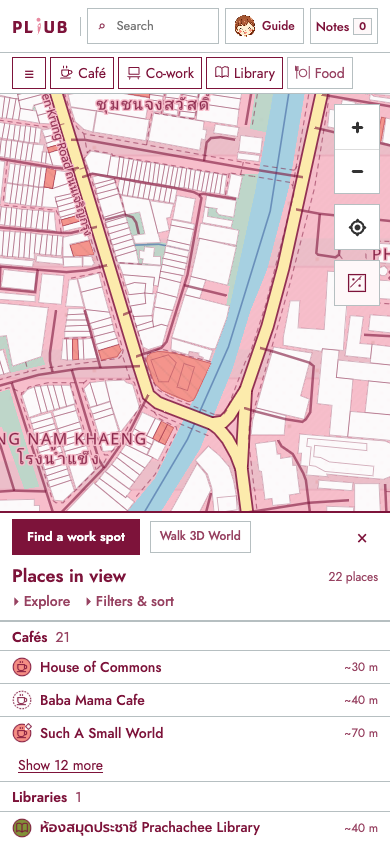 PLUUB
Search
Guide
Notes 0
Café
Co-work
Library
Food
ชุมชนจงสวัสดิ์
NG NAM KHAENG
โรงน้ำแข็ง
Find a work spot
Walk 3D World
Places in view
22 places
Explore
Filters & sort
Cafés 21
House of Commons
~30 m
Baba Mama Cafe
~40 m
Such A Small World
~70 m
Show 12 more
Libraries 1
ห้องสมุดประชาชี Prachachee Library
~40 m